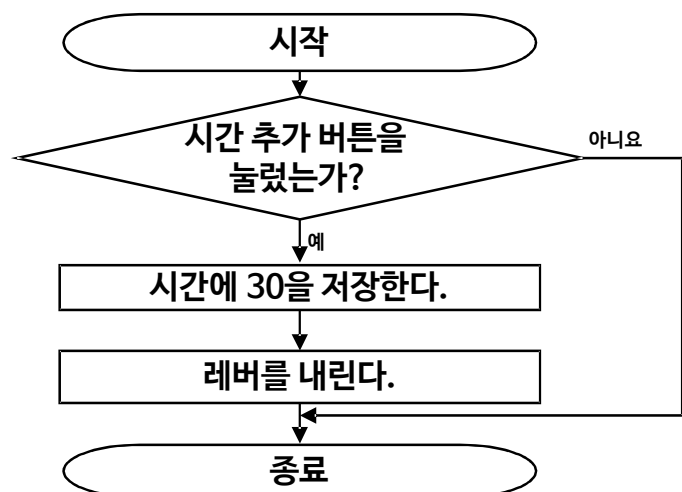 시작
시간 추가 버튼을
눌렀는가?
아니요
예
시간에 30을 저장한다.
레버를 내린다.
종료